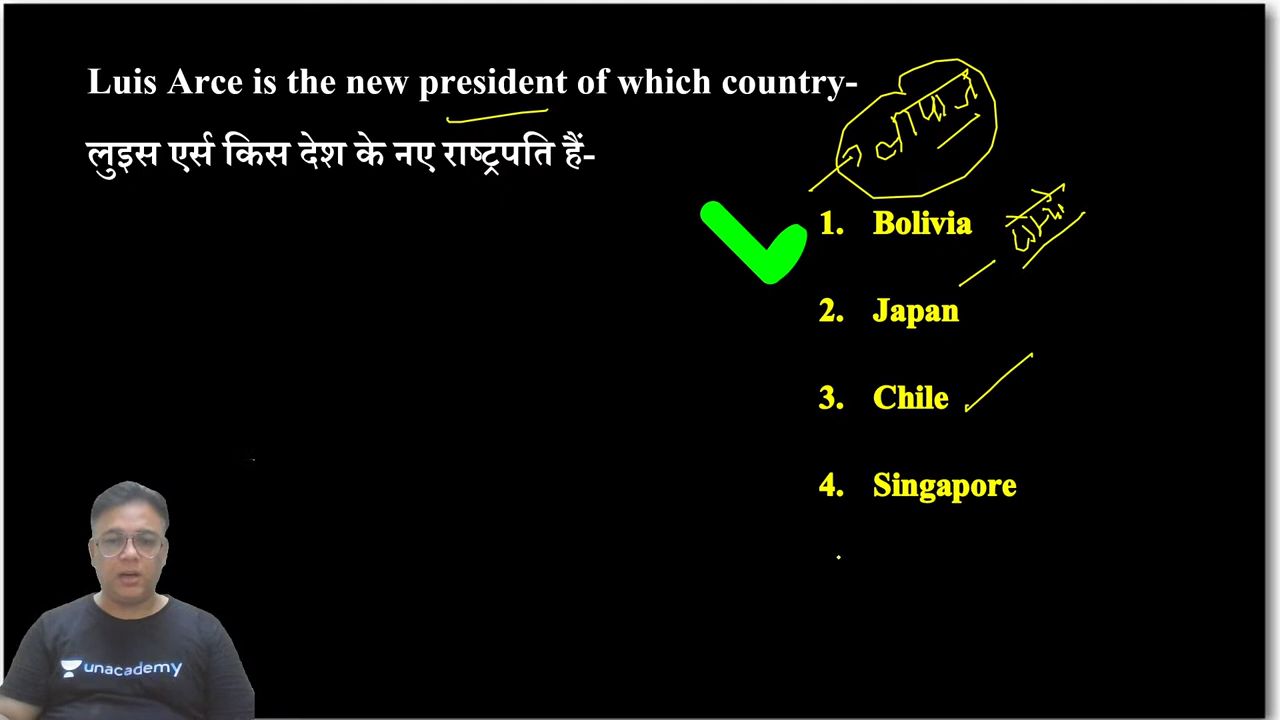 Luis Arce is the new president of which country-
लुइस एर्स किस देश के नए राष्ट्रपति हैं-
1. Bolivia
2. Japan
3. Chile
4. Singapore
unacademy